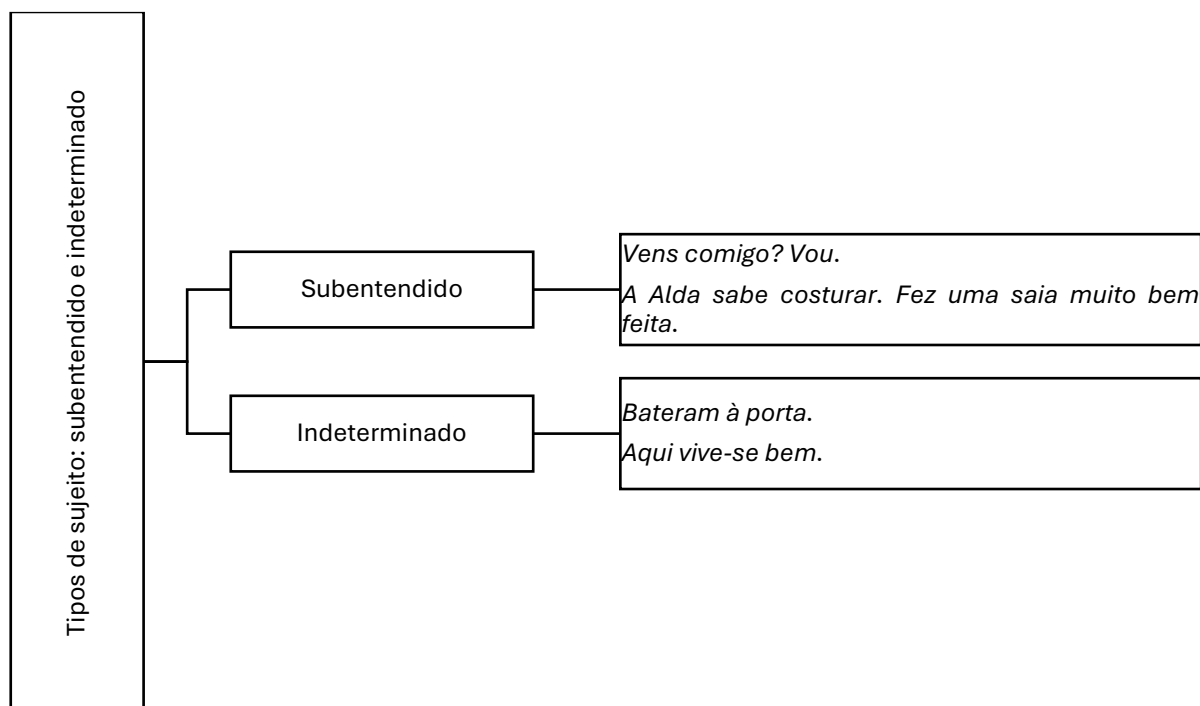 Tipos de sujeito: subentendido e indeterminado
Subentendido
Vens comigo? Vou.
A Alda sabe costurar. Fez uma saia muito bem
feita.
Indeterminado
Bateram à porta.
Aqui vive-se bem.